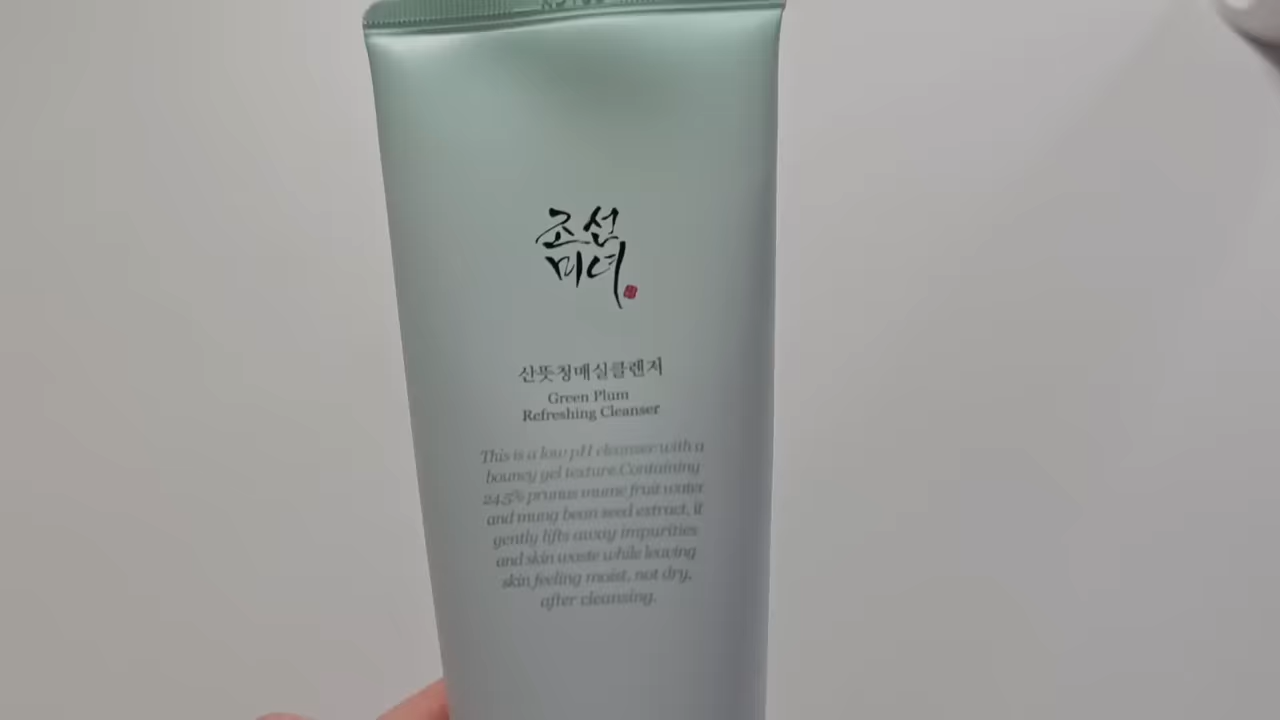 조선
미녀
산뜻청매실클렌저
Green Plum
Refreshing Cleanser
This is a low pH cleanser with a
bouncy gel texture.Containing
24.5% prunus mume fruit water
and mung bean seed extract, it
gently lifts away impurities
and skin waste while leaving
skin feeling moist, not dry,
after cleansing.